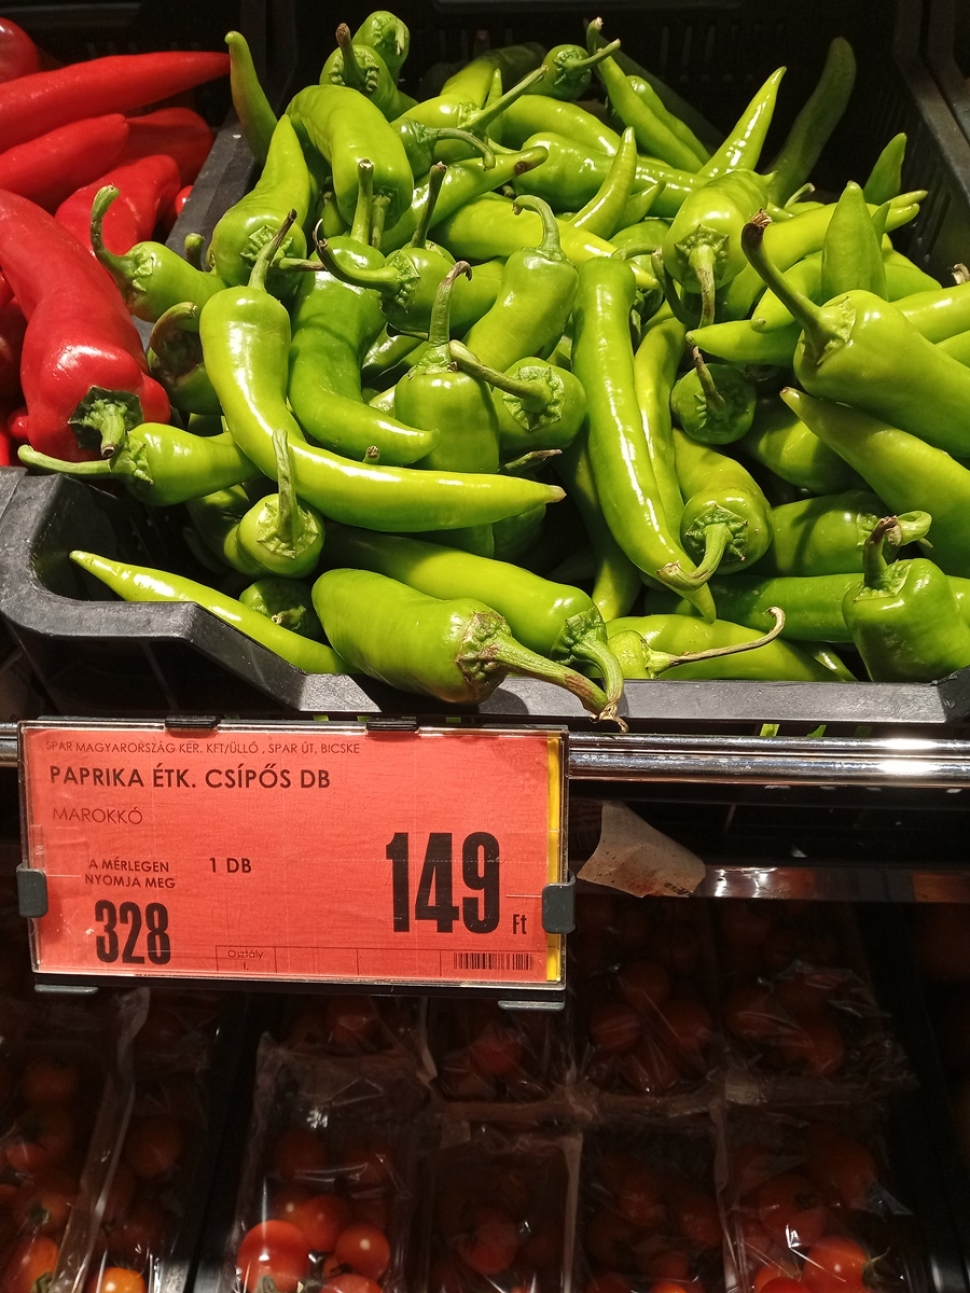 SPAR MAGYARORSZÁG KER. KFT/ÜLLŐ , SPAR ÚT, BICSKE
PAPRIKA ÉTK. CSÍPŐS DB
MAROKKÓ
A MÉRLEGEN
NYOMJA MEG
328
1 DB
149 Ft
Osztály
I.